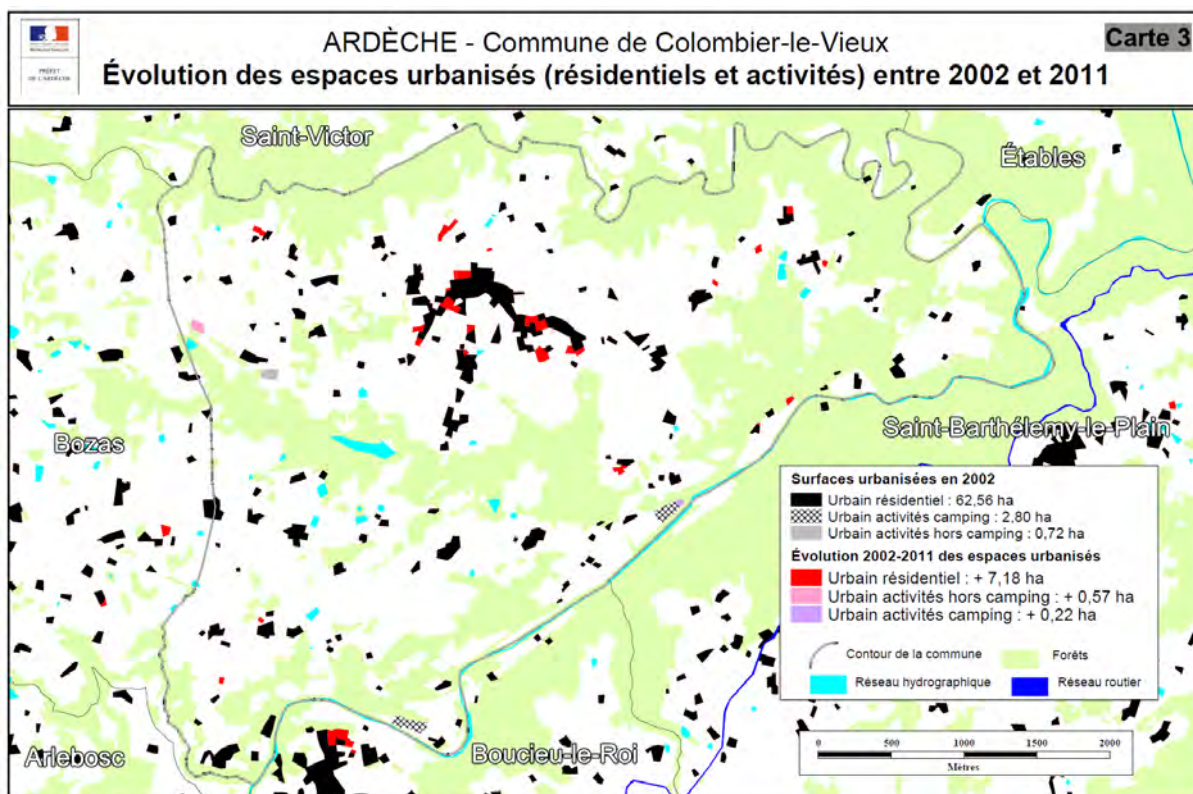 ARDÈCHE - Commune de Colombier-le-Vieux
Carte 3
Évolution des espaces urbanisés (résidentiels et activités) entre 2002 et 2011
PRÉFET
DE L'ARDÈCHE
Saint-Victor
Étables
Bozas
Saint-Barthélemy-le-Plain
Surfaces urbanisées en 2002
Urbain résidentiel : 62,56 ha
Urbain activités camping : 2,80 ha
Urbain activités hors camping : 0,72 ha
Évolution 2002-2011 des espaces urbanisés
Urbain résidentiel : + 7,18 ha
Urbain activités hors camping : + 0,57 ha
Urbain activités camping : + 0,22 ha
Contour de la commune
Forêts
Réseau hydrographique
Réseau routier
Arlebosc
Boucieu-le-Roi
0 500 1000 1500 2000
Mètres